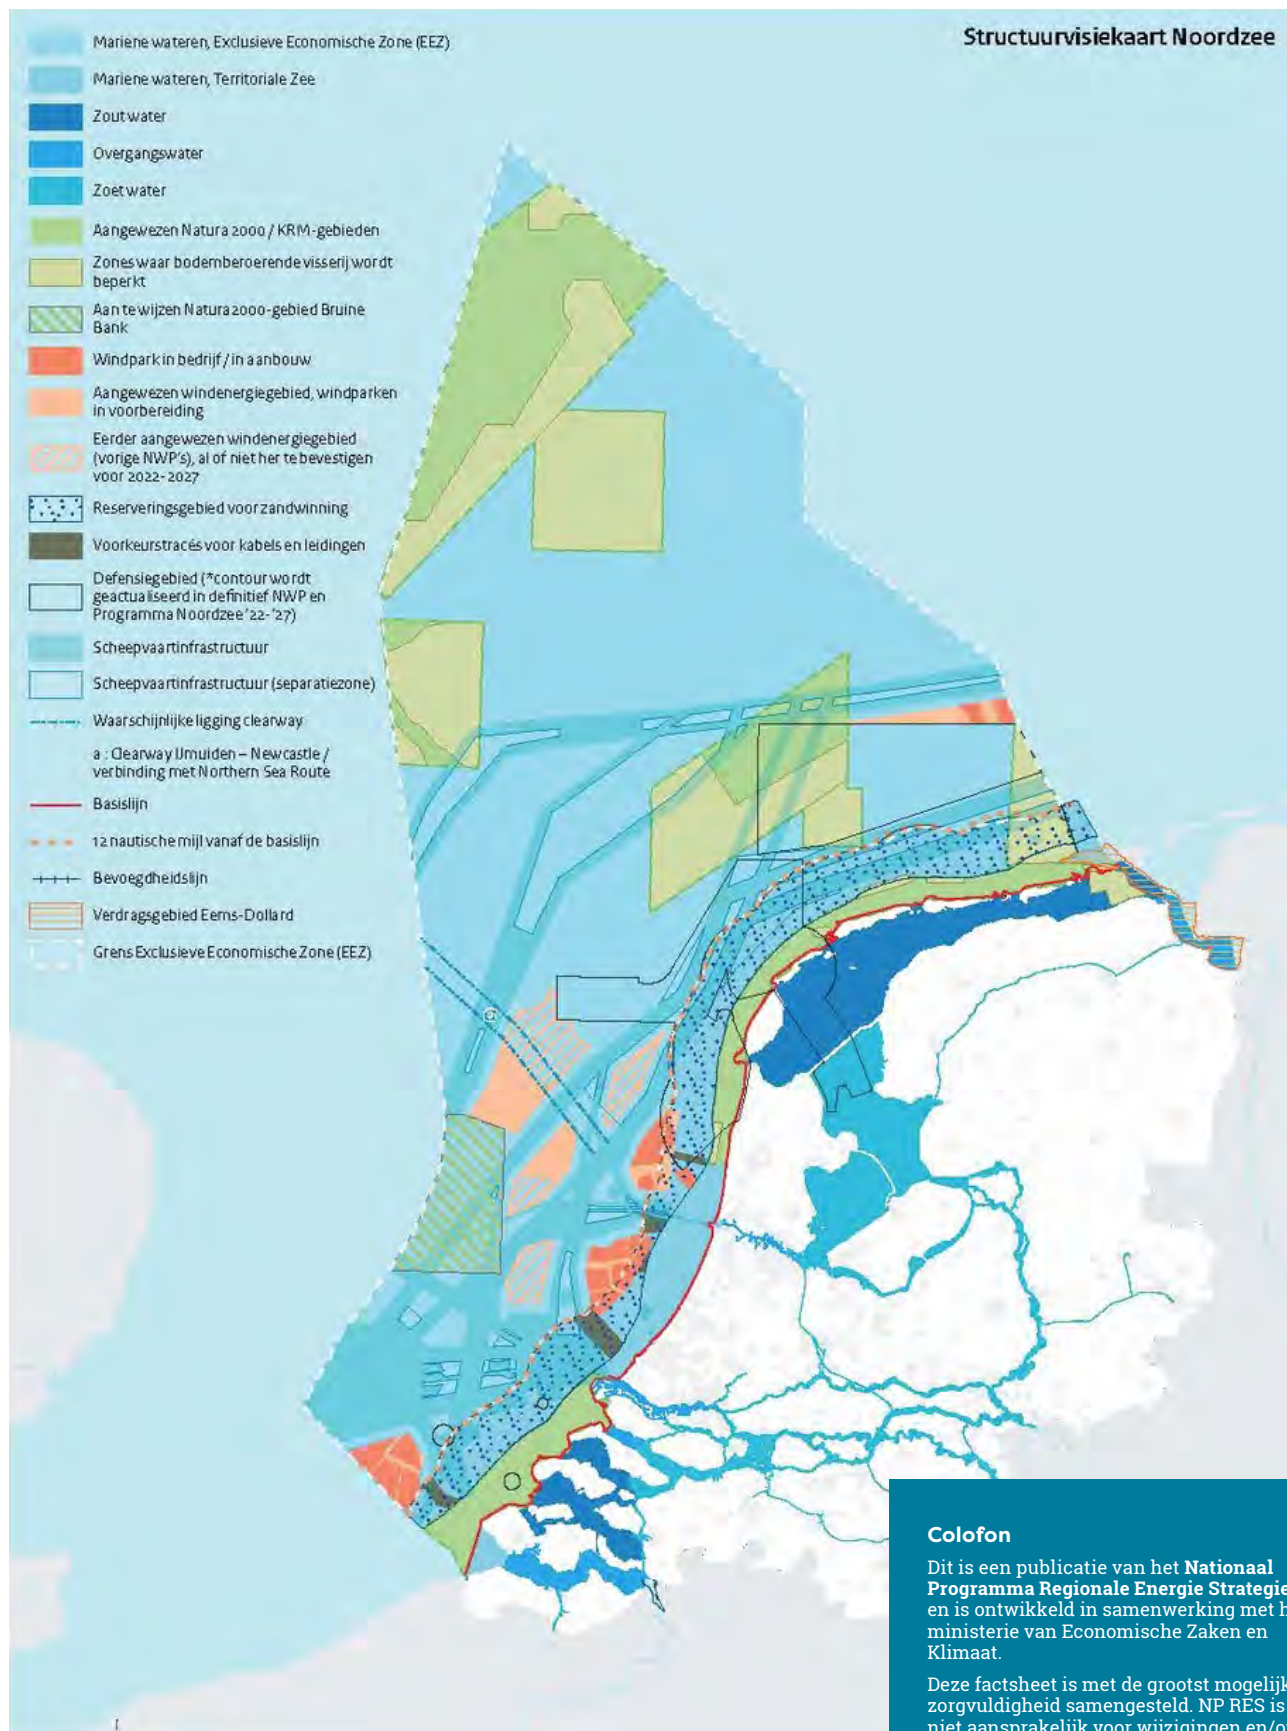 Structuurvisiekaart Noordzee
Mariene wateren, Exclusieve Economische Zone (EEZ)
Mariene wateren, Territoriale Zee
Zout water
Overgangswater
Zoet water
Aangewezen Natura 2000 / KRM-gebieden
Zones waar bodemberoerende visserij wordt
beperkt
Aan te wijzen Natura 2000-gebied Bruine
Bank
Windpark in bedrijf / in aanbouw
Aangewezen windenergiegebied, windparken
in voorbereiding
Eerder aangewezen windenergiegebied
(vorige NWP's), al of niet her te bevestigen
voor 2022-2027
Reserveringsgebied voor zandwinning
Voorkeurstracés voor kabels en leidingen
Defensiegebied (*contour wordt
geactualiseerd in definitief NWP en
Programma Noordzee '22-'27)
Scheepvaartinfrastructuur
Scheepvaartinfrastructuur (separatiezone)
Waarschijnlijke ligging clearway
a : Clearway IJmuiden – Newcastle /
verbinding met Northern Sea Route
Basislijn
12 nautische mijl vanaf de basislijn
Bevoegdheidslijn
Verdragsgebied Eems-Dollard
Grens Exclusieve Economische Zone (EEZ)
a
Colofon
Dit is een publicatie van het Nationaal
Programma Regionale Energie Strategie
en is ontwikkeld in samenwerking met h
ministerie van Economische Zaken en
Klimaat.
Deze factsheet is met de grootst mogelijk
zorgvuldigheid samengesteld. NP RES is
niet aansprakelijk voor wijzigingen en/o